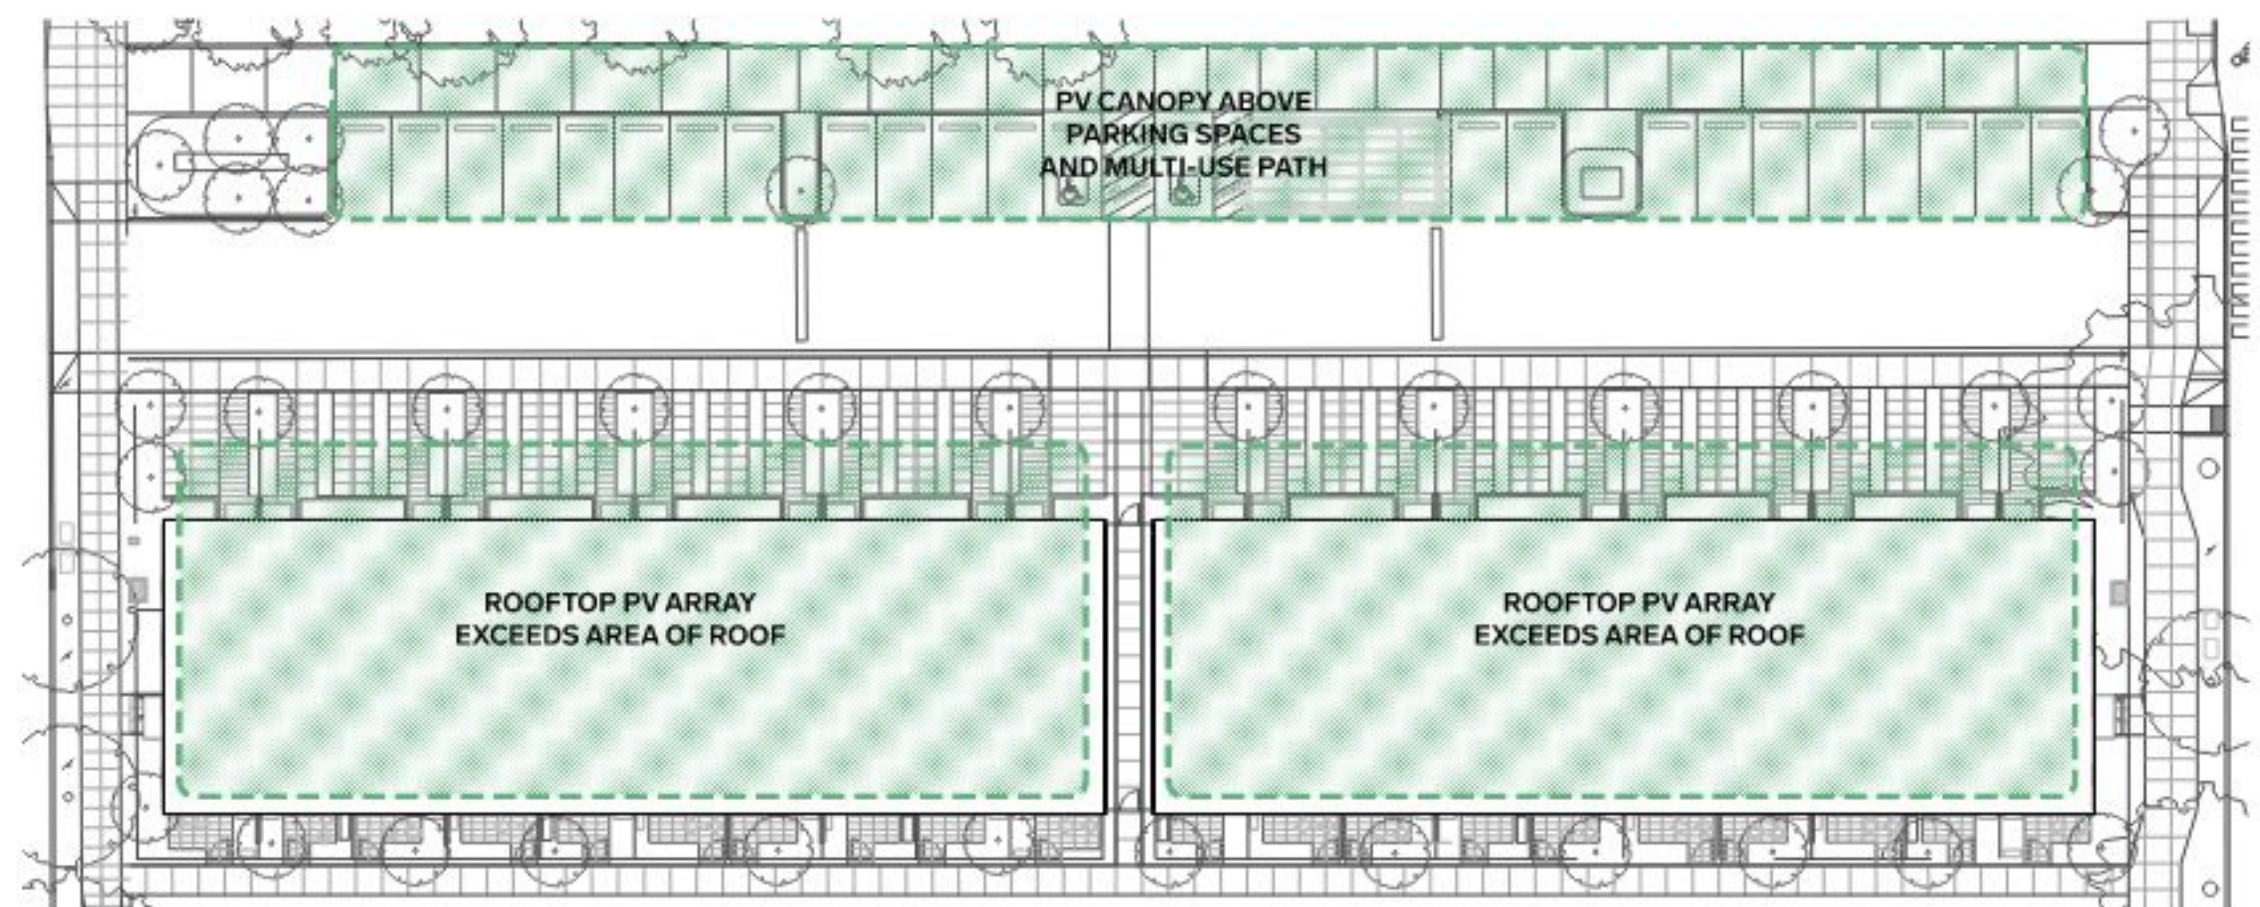 PV CANOPY ABOVE
PARKING SPACES
AND MULTI-USE PATH
ROOFTOP PV ARRAY
EXCEEDS AREA OF ROOF
ROOFTOP PV ARRAY
EXCEEDS AREA OF ROOF